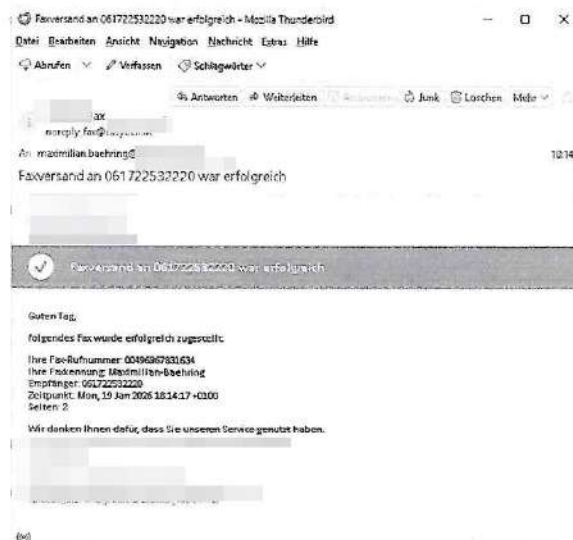 Faxversand an 061722532220 war erfolgreich - Mozilla Thunderbird
Datei Bearbeiten Ansicht Navigation Nachricht Extras Hilfe
Abrufen Verfassen Schlagwörter
Antworten Weiterleiten Junk Löschen Mehr
ax
noreply.fax@
An maximilian.baehring@
Faxversand an 061722532220 war erfolgreich
Faxversand an 061722532220 war erfolgreich
Guten Tag,
folgendes Fax wurde erfolgreich zugestellt:
Ihre Fax-Rufnummer: 00496967831634
Ihre Faxkennung: Maximilian-Baehring
Empfänger: 061722532220
Zeitpunkt: Mon, 19 Jan 2026 18:14:17 +0100
Seiten: 2
Wir danken Ihnen dafür, dass Sie unseren Service genutzt haben.